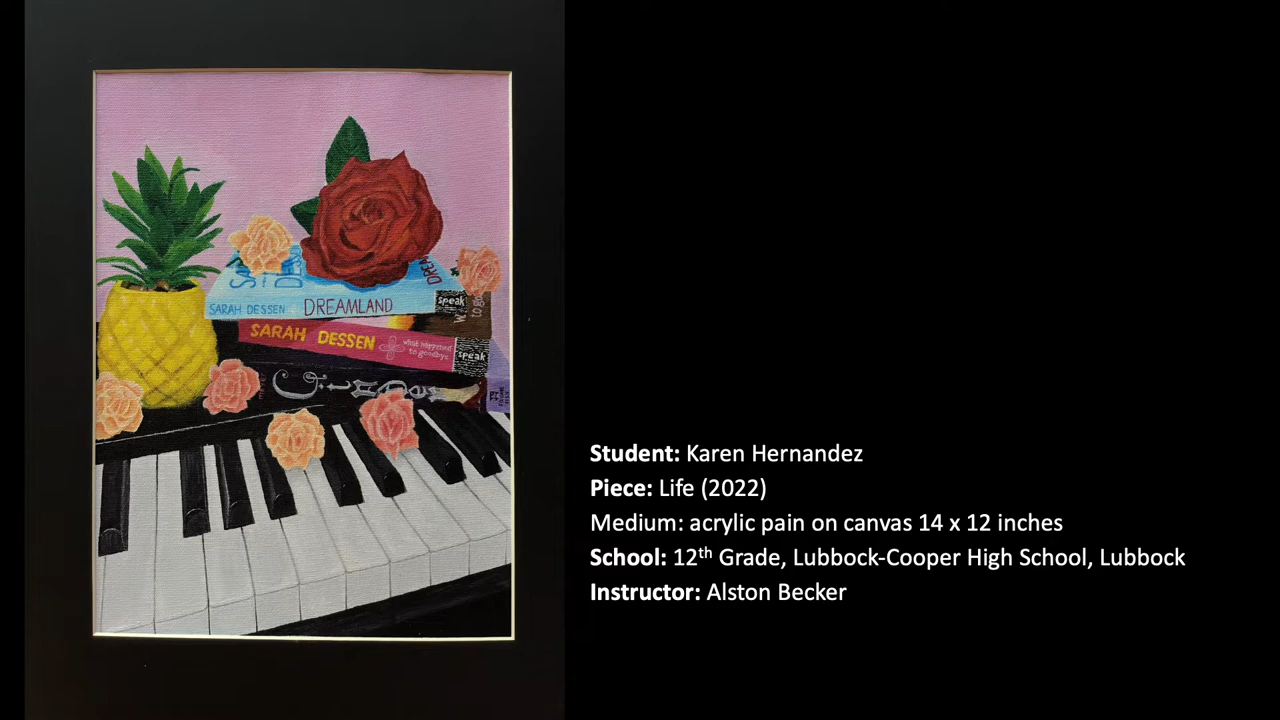 SARAH DESSEN DREAMLAND speak
SARAH DESSEN what happened to goodbye speak
Student: Karen Hernandez
Piece: Life (2022)
Medium: acrylic pain on canvas 14 x 12 inches
School: 12th Grade, Lubbock-Cooper High School, Lubbock
Instructor: Alston Becker